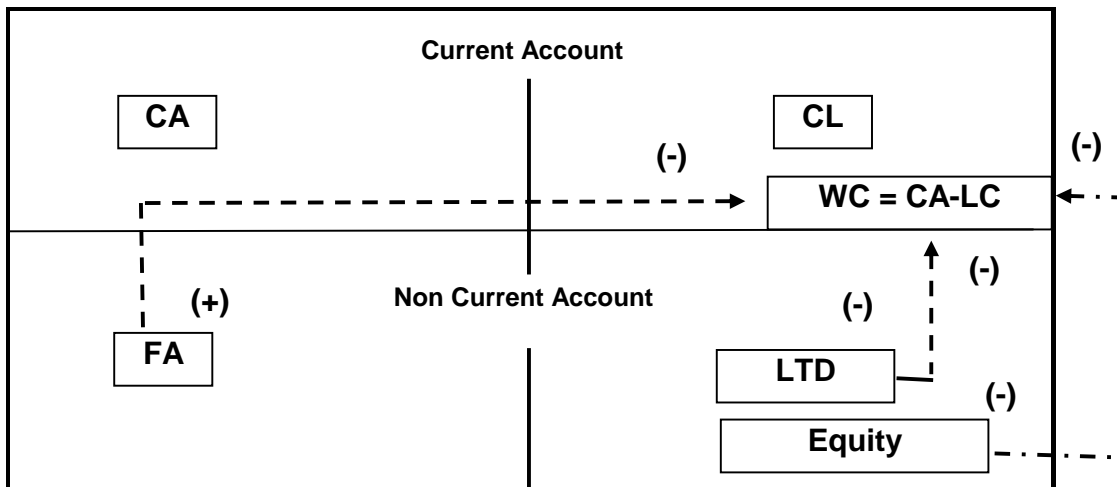 Current Account
CA
CL
(-)
(-)
WC = CA-LC
(+)
Non Current Account
(-)
(-)
FA
LTD
(-)
Equity